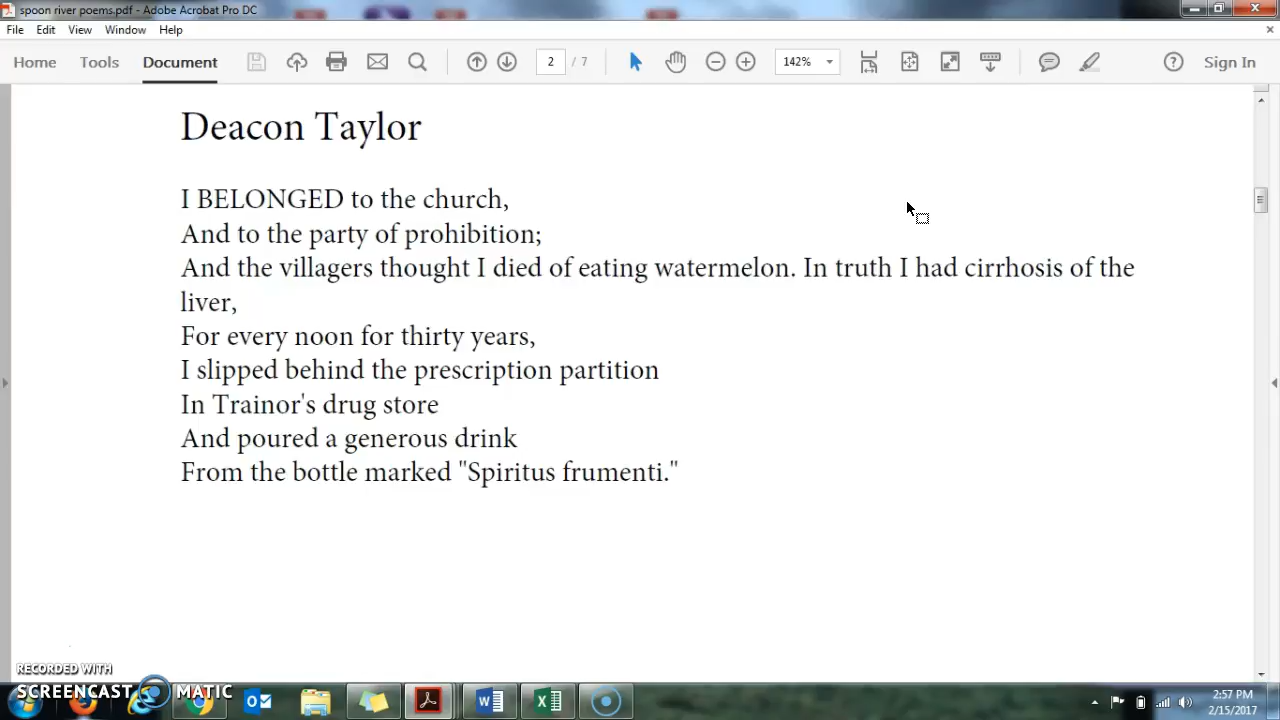 spoon river poems.pdf - Adobe Acrobat Pro DC
File Edit View Window Help
Home Tools Document 2 / 7 142% Sign In
Deacon Taylor
I BELONGED to the church,
And to the party of prohibition;
And the villagers thought I died of eating watermelon. In truth I had cirrhosis of the
liver,
For every noon for thirty years,
I slipped behind the prescription partition
In Trainor's drug store
And poured a generous drink
From the bottle marked "Spiritus frumenti."
RECORDED WITH
SCREENCAST MATIC
2:57 PM
2/15/2017